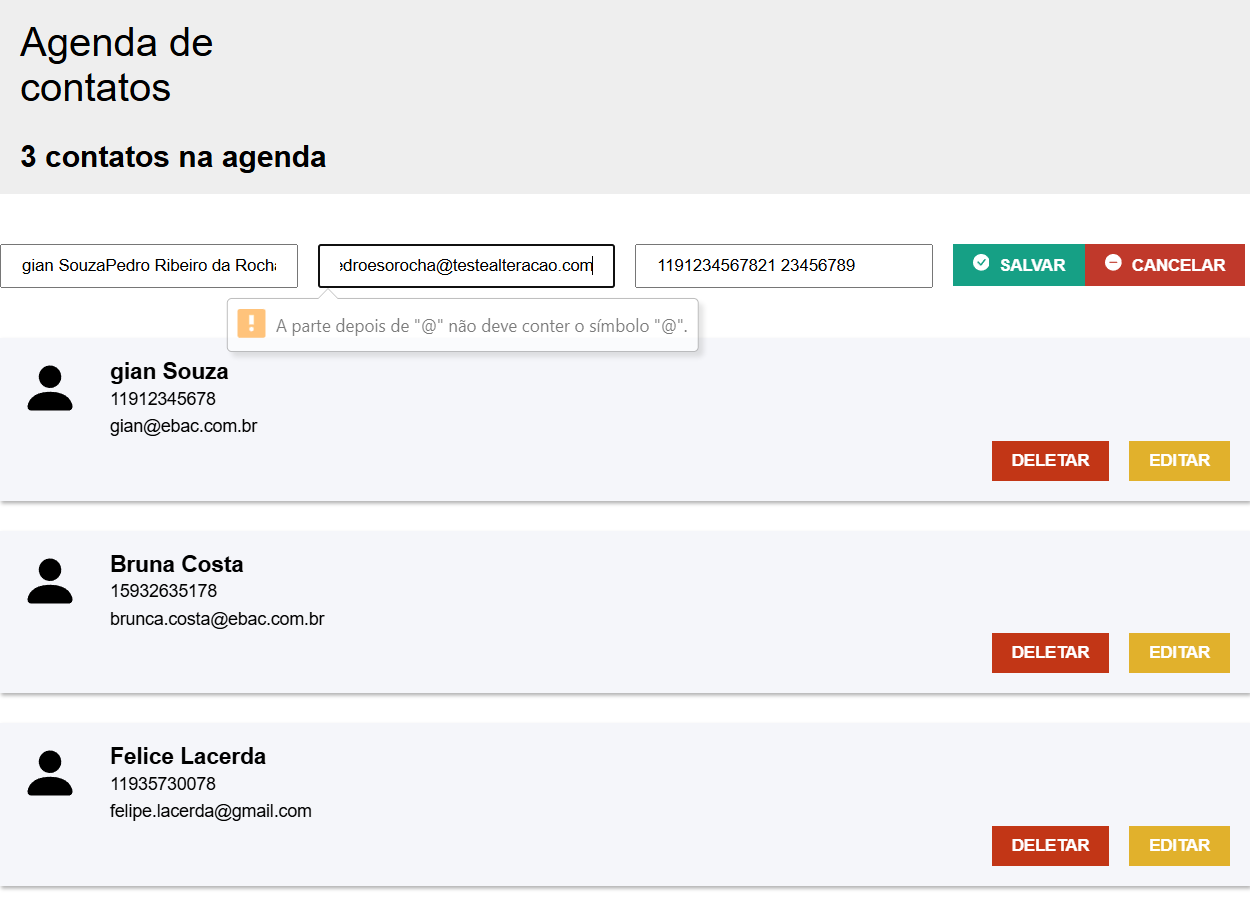 Agenda de
contatos
3 contatos na agenda
gian SouzaPedro Ribeiro da Rocha
edroesorocha@testealteracao.com
1191234567821 23456789
SALVAR
CANCELAR
A parte depois de "@" não deve conter o símbolo "@".
gian Souza
11912345678
gian@ebac.com.br
DELETAR
EDITAR
Bruna Costa
15932635178
brunca.costa@ebac.com.br
DELETAR
EDITAR
Felice Lacerda
11935730078
felipe.lacerda@gmail.com
DELETAR
EDITAR